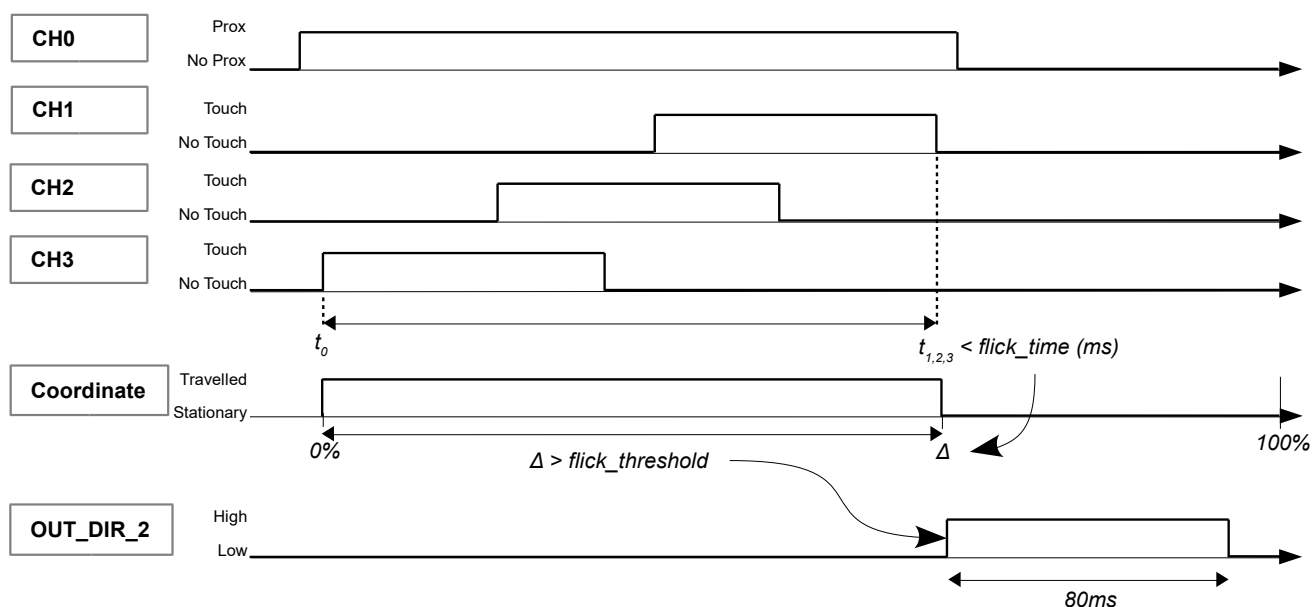 CH0
Prox
No Prox
CH1
Touch
No Touch
CH2
Touch
No Touch
CH3
Touch
No Touch
t0
t1,2,3 < flick_time (ms)
Coordinate
Travelled
Stationary
0%
Δ > flick_threshold
Δ
100%
OUT_DIR_2
High
Low
80ms